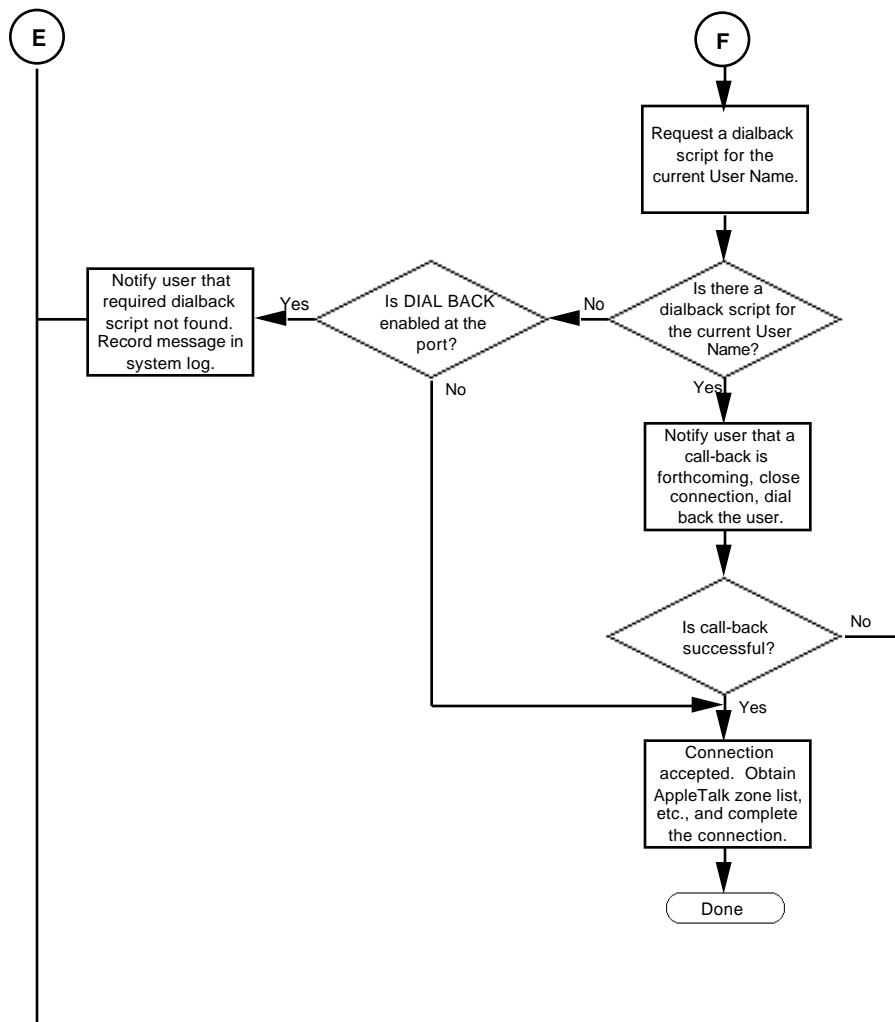 E
F
Request a dialback
script for the
current User Name.
Is there a
dialback script for
the current User
Name?
No
Is DIAL BACK
enabled at the
port?
Yes
Notify user that
required dialback
script not found.
Record message in
system log.
No
Yes
Notify user that a
call-back is
forthcoming, close
connection, dial
back the user.
Is call-back
successful?
No
Yes
Connection
accepted. Obtain
AppleTalk zone list,
etc., and complete
the connection.
Done